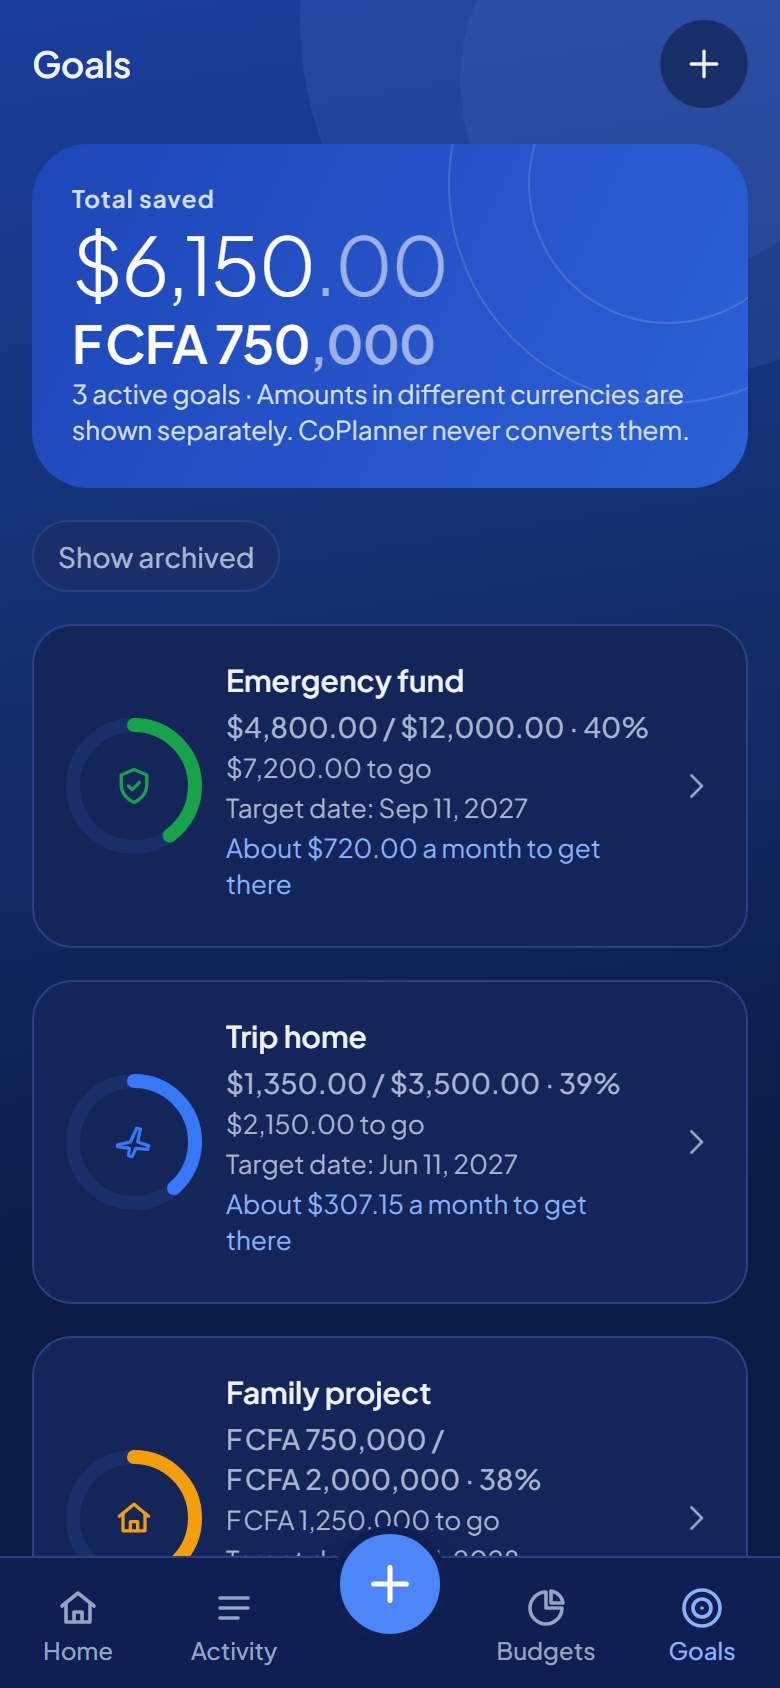 Goals
Total saved
$6,150.00
FCFA 750,000
3 active goals · Amounts in different currencies are
shown separately. CoPlanner never converts them.
Show archived
Emergency fund
$4,800.00 / $12,000.00 · 40%
$7,200.00 to go
Target date: Sep 11, 2027
About $720.00 a month to get
there
Trip home
$1,350.00 / $3,500.00 · 39%
$2,150.00 to go
Target date: Jun 11, 2027
About $307.15 a month to get
there
Family project
FCFA 750,000 /
FCFA 2,000,000 · 38%
FCFA 1,250,000 to go
Home
Activity
Budgets
Goals